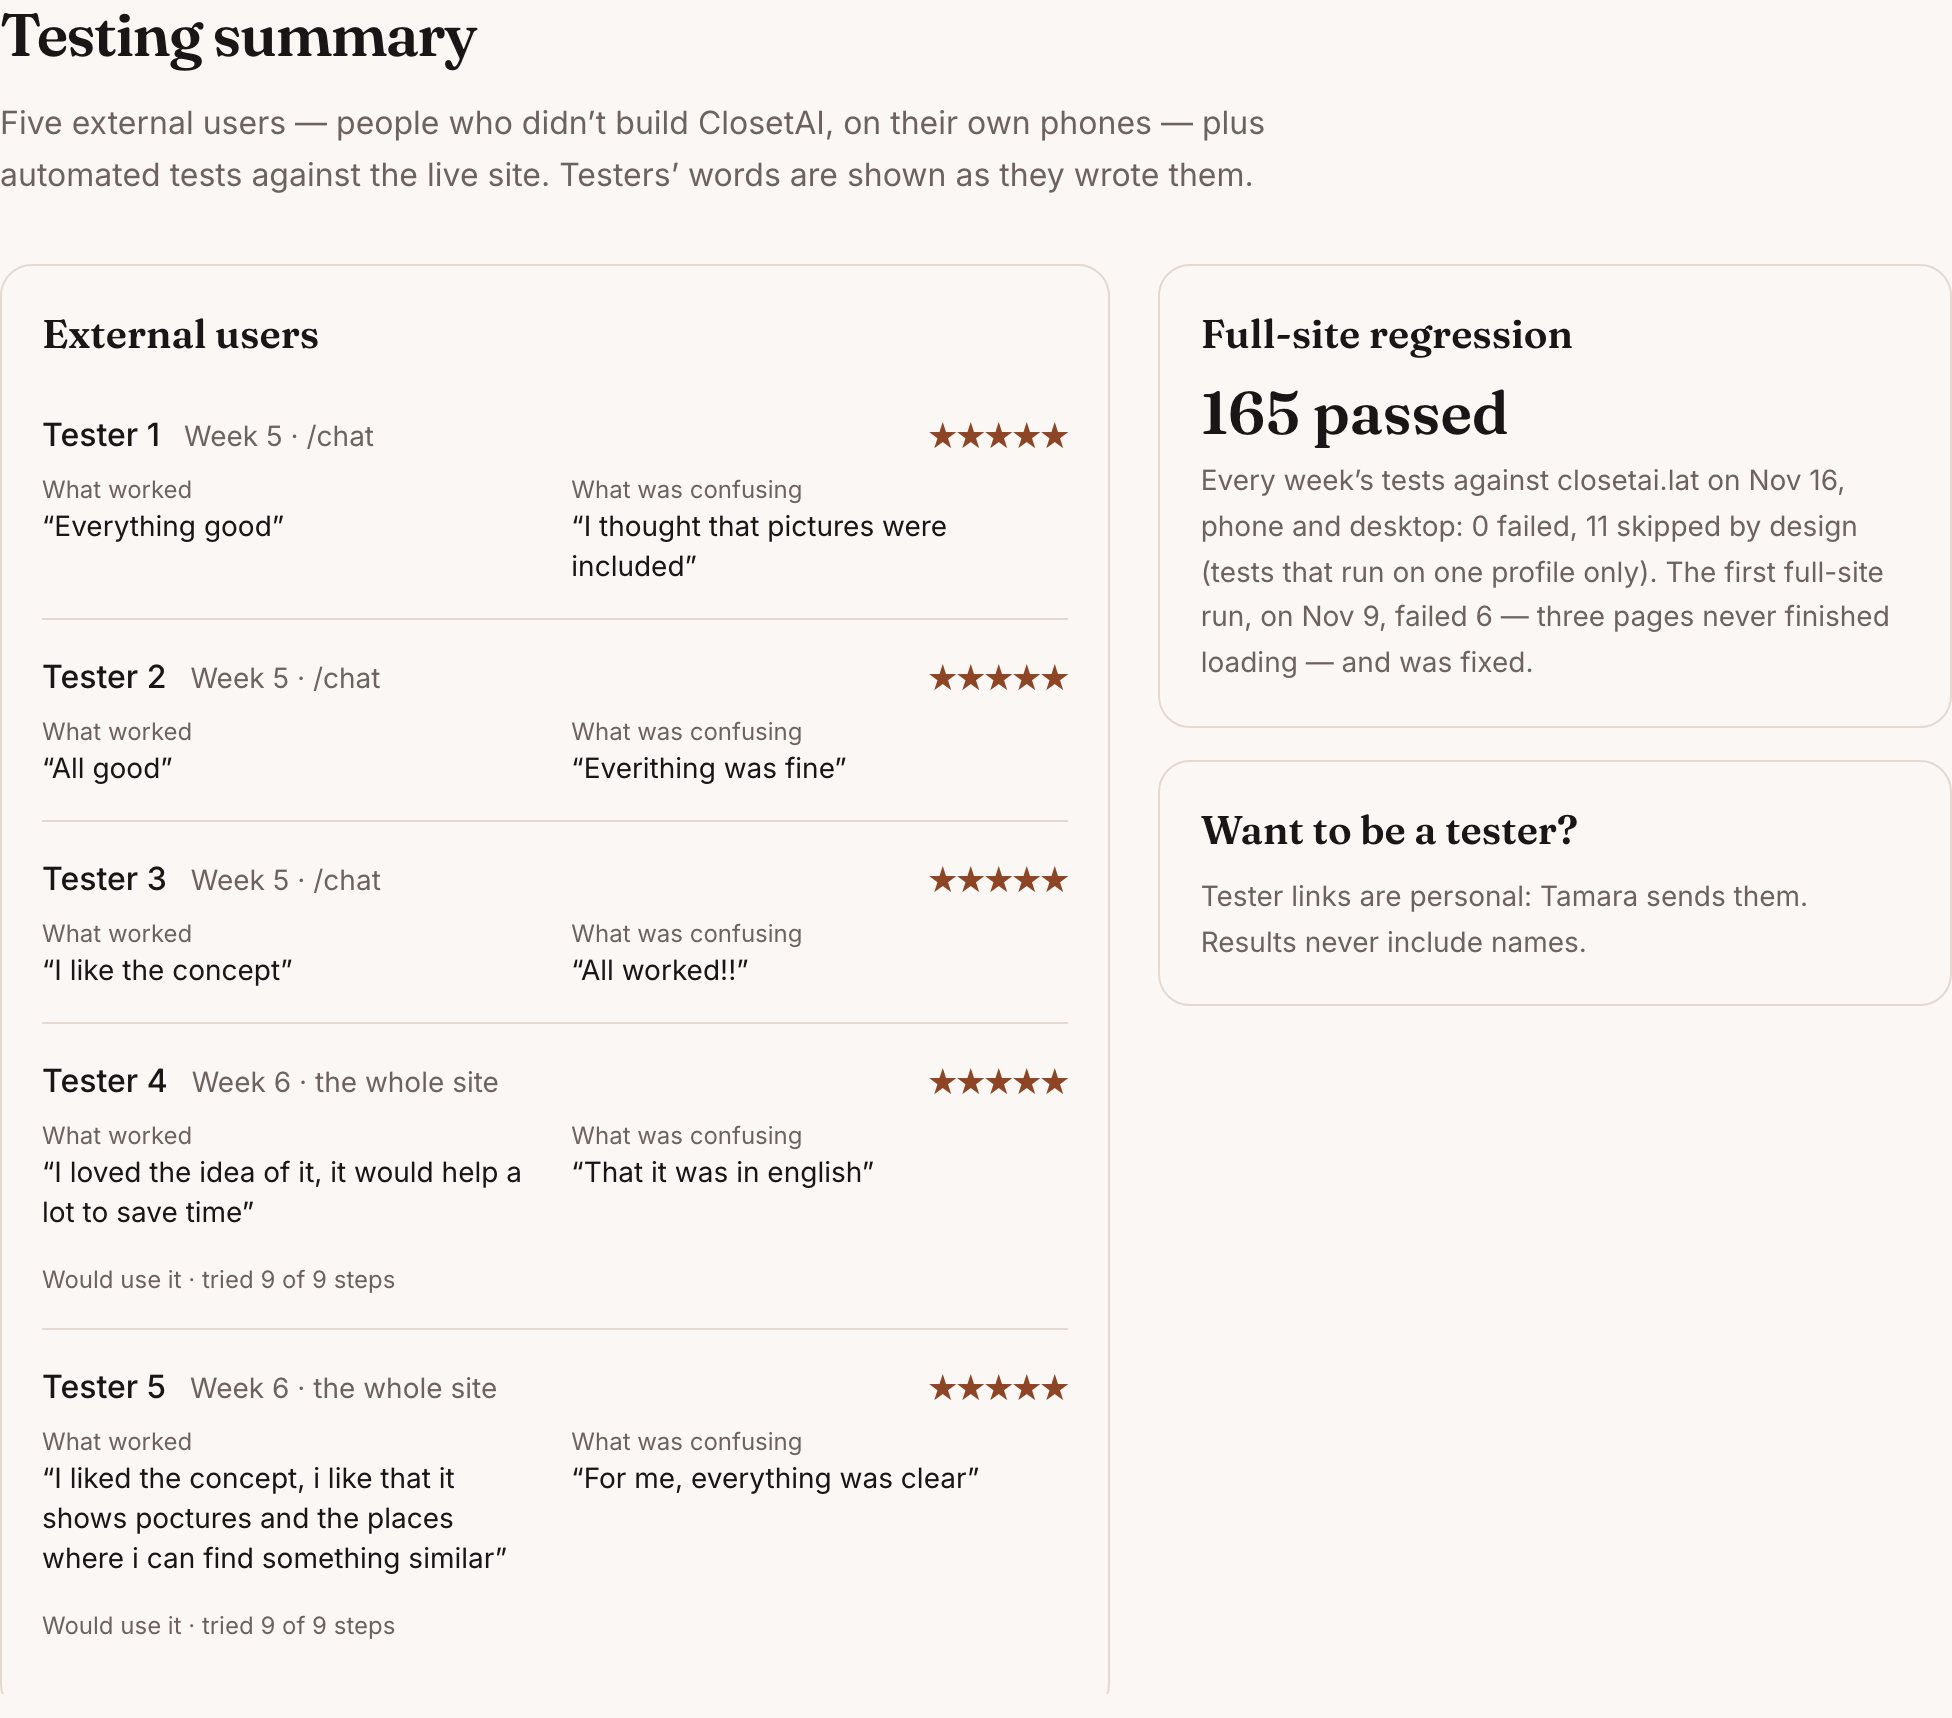 Testing summary
Five external users — people who didn’t build ClosetAI, on their own phones — plus
automated tests against the live site. Testers’ words are shown as they wrote them.
External users
Tester 1 Week 5 · /chat ★★★★★
What worked
“Everything good”
What was confusing
“I thought that pictures were
included”
Tester 2 Week 5 · /chat ★★★★★
What worked
“All good”
What was confusing
“Everithing was fine”
Tester 3 Week 5 · /chat ★★★★★
What worked
“I like the concept”
What was confusing
“All worked!!”
Tester 4 Week 6 · the whole site ★★★★★
What worked
“I loved the idea of it, it would help a
lot to save time”
What was confusing
“That it was in english”
Would use it · tried 9 of 9 steps
Tester 5 Week 6 · the whole site ★★★★★
What worked
“I liked the concept, i like that it
shows poctures and the places
where i can find something similar”
What was confusing
“For me, everything was clear”
Would use it · tried 9 of 9 steps
Full-site regression
165 passed
Every week’s tests against closetai.lat on Nov 16,
phone and desktop: 0 failed, 11 skipped by design
(tests that run on one profile only). The first full-site
run, on Nov 9, failed 6 — three pages never finished
loading — and was fixed.
Want to be a tester?
Tester links are personal: Tamara sends them.
Results never include names.